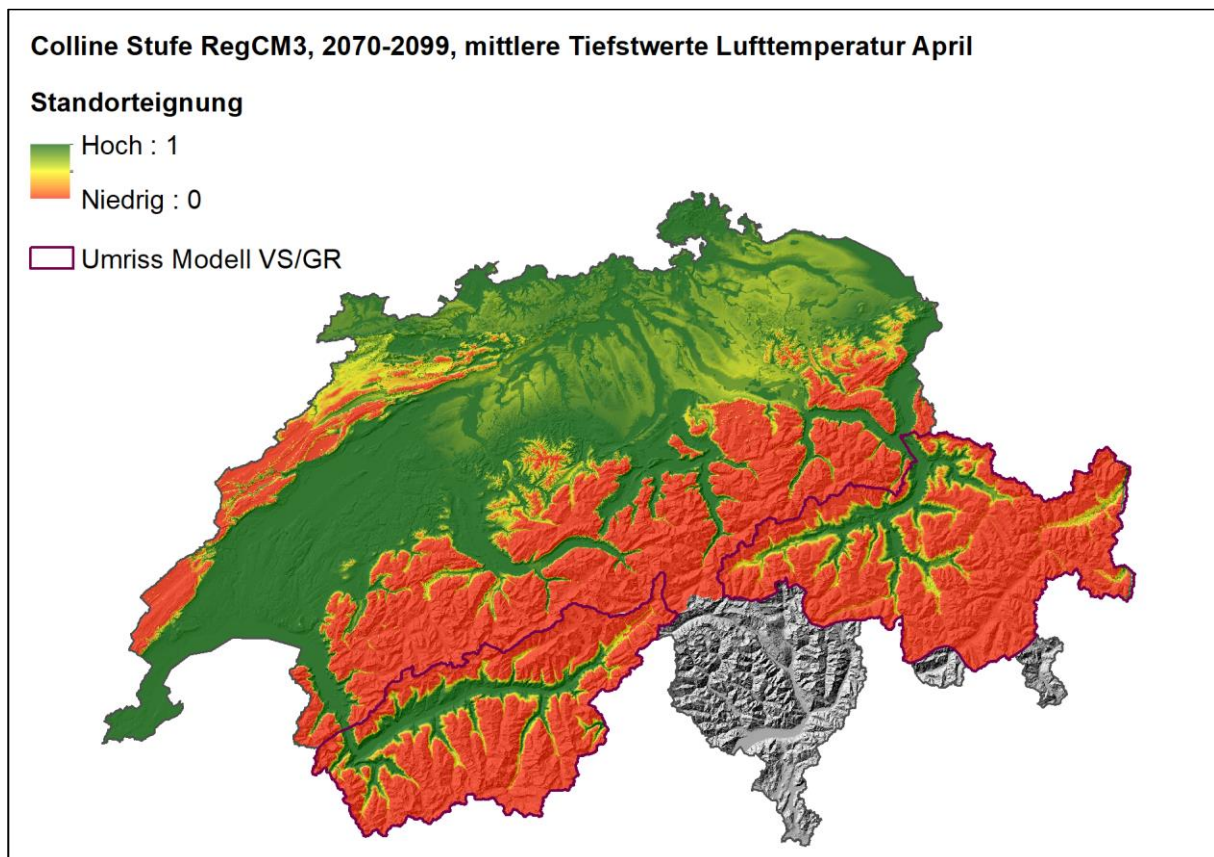 Colline Stufe RegCM3, 2070-2099, mittlere Tiefstwerte Lufttemperatur April
Standorteignung
Hoch : 1
Niedrig : 0
Umriss Modell VS/GR